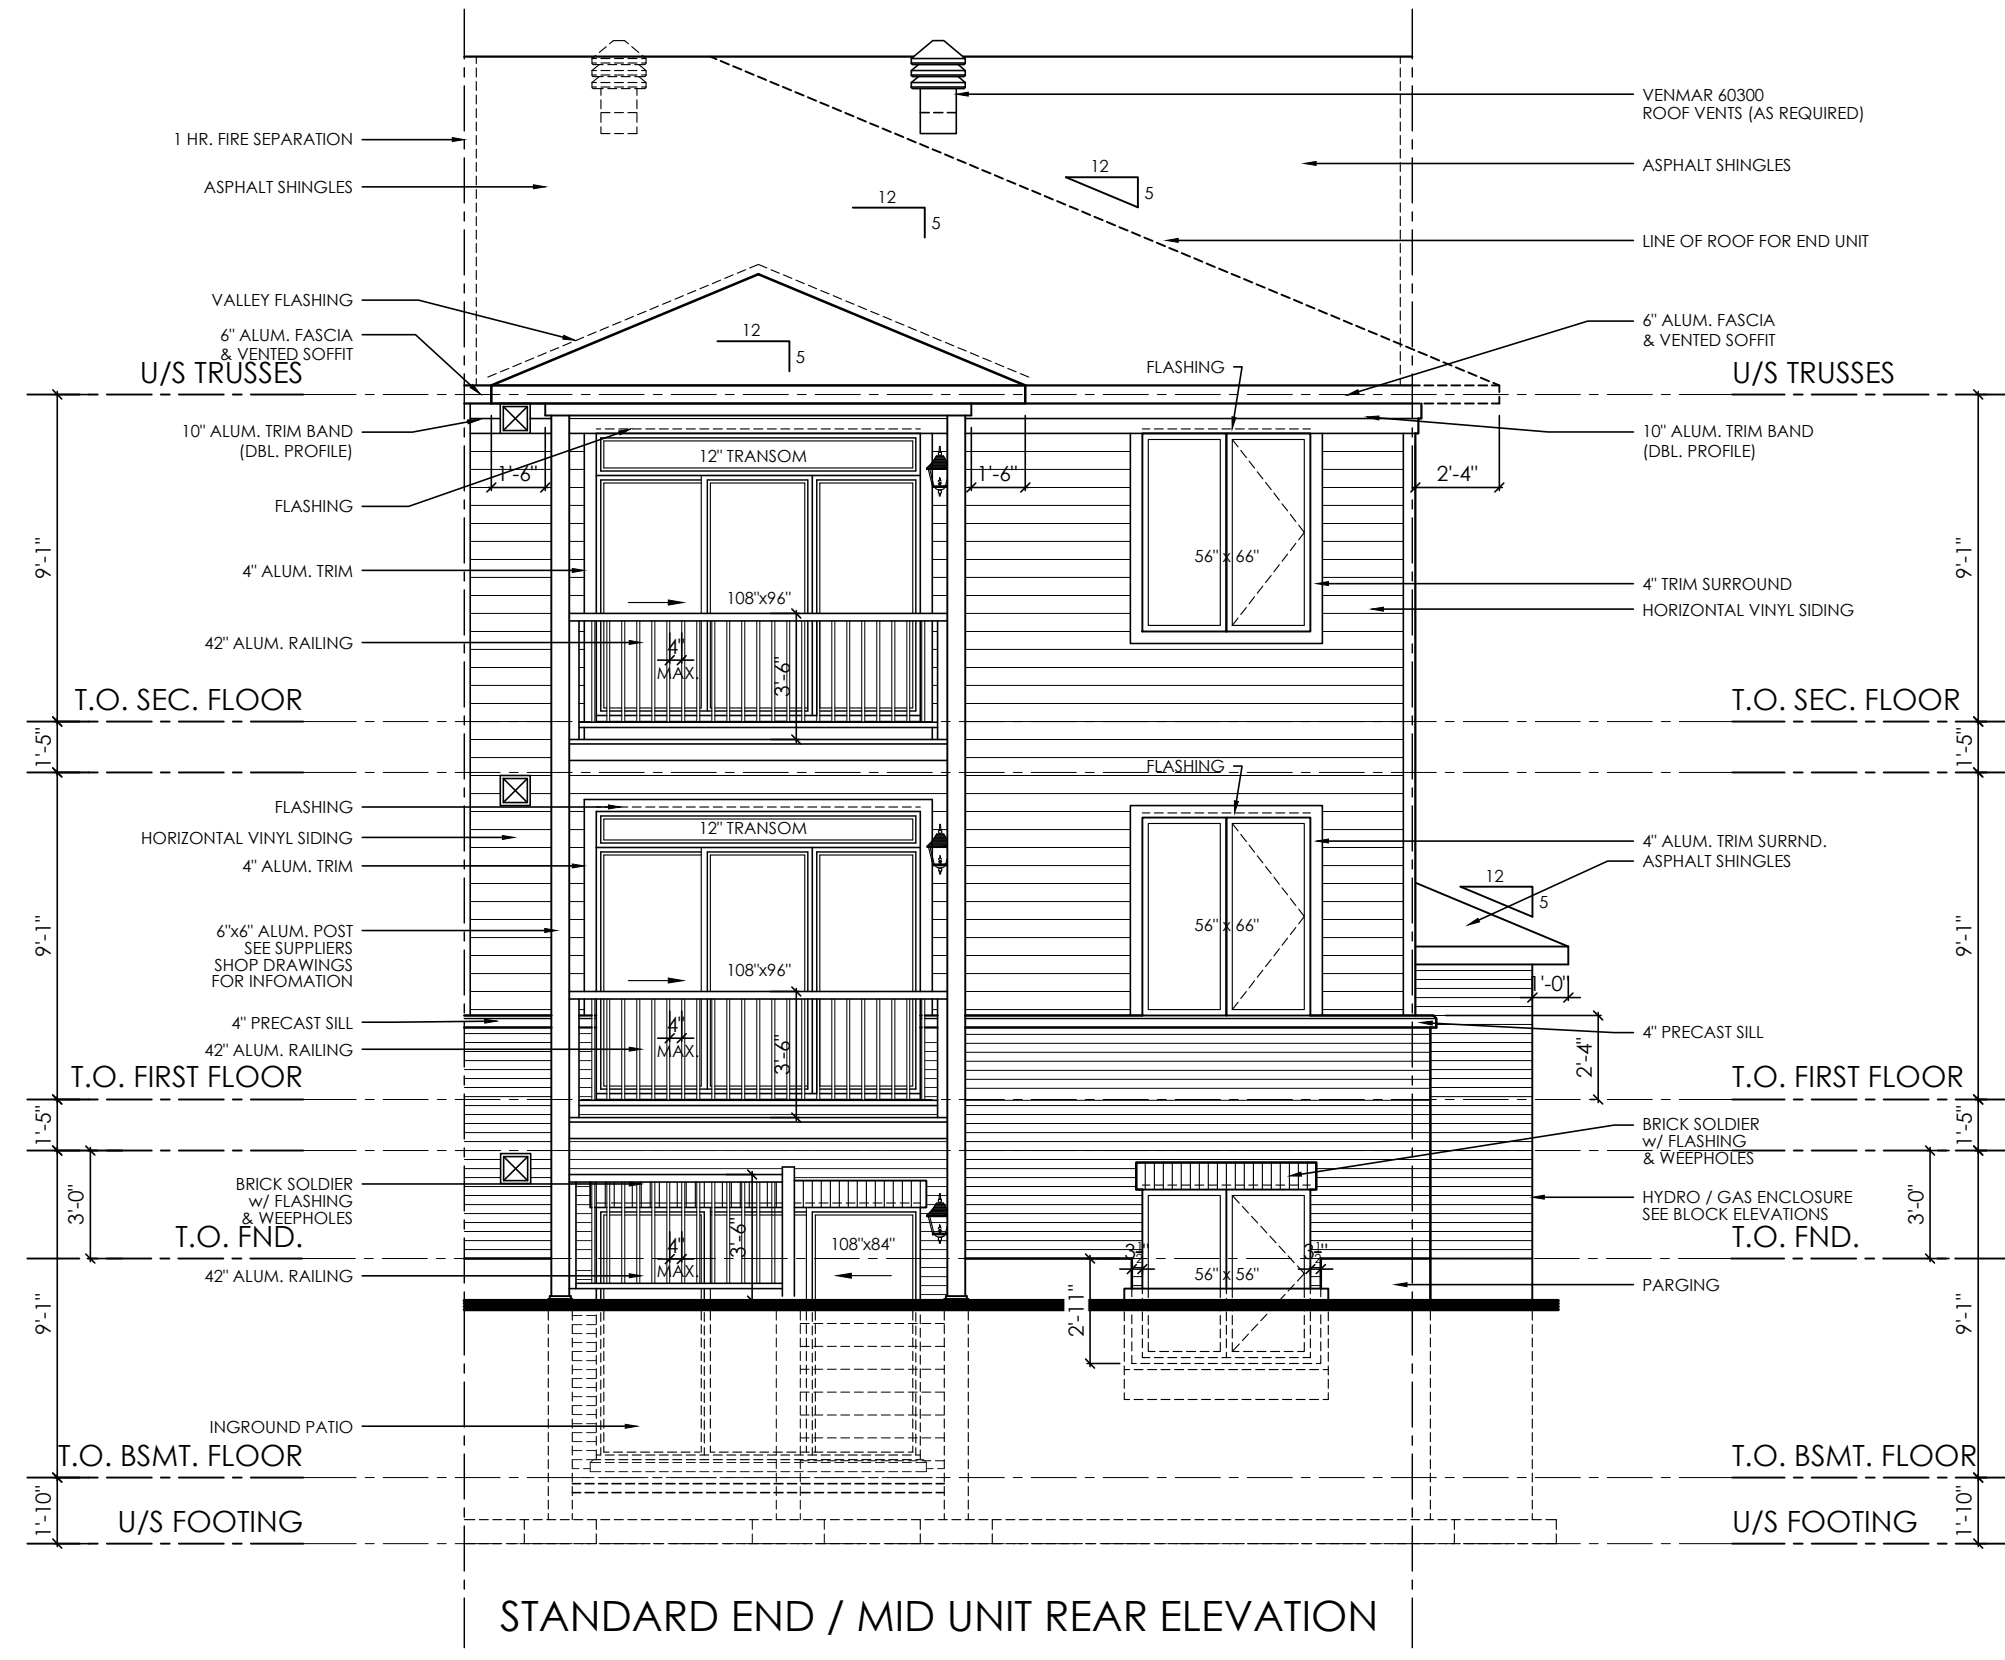 VENMAR 60300
ROOF VENTS (AS REQUIRED)
1 HR. FIRE SEPARATION
ASPHALT SHINGLES
ASPHALT SHINGLES
12
5
12
5
LINE OF ROOF FOR END UNIT
VALLEY FLASHING
6" ALUM. FASCIA
& VENTED SOFFIT
6" ALUM. FASCIA
& VENTED SOFFIT
12
5
FLASHING
U/S TRUSSES
U/S TRUSSES
10" ALUM. TRIM BAND
(DBL. PROFILE)
10" ALUM. TRIM BAND
(DBL. PROFILE)
12" TRANSOM
1'-6"
1'-6"
2'-4"
FLASHING
9'-1"
9'-1"
56" x 66"
4" ALUM. TRIM
4" TRIM SURROUND
108"x96"
HORIZONTAL VINYL SIDING
42" ALUM. RAILING
4"
MAX.
3'-6"
T.O. SEC. FLOOR
T.O. SEC. FLOOR
1'-5"
1'-5"
FLASHING
FLASHING
12" TRANSOM
HORIZONTAL VINYL SIDING
4" ALUM. TRIM SURRND.
4" ALUM. TRIM
ASPHALT SHINGLES
12
5
9'-1"
9'-1"
6"x6" ALUM. POST
SEE SUPPLIERS
SHOP DRAWINGS
FOR INFOMATION
56" x 66"
108"x96"
1'-0"
4" PRECAST SILL
4" PRECAST SILL
42" ALUM. RAILING
4"
MAX.
3'-6"
2'-4"
T.O. FIRST FLOOR
T.O. FIRST FLOOR
1'-5"
1'-5"
BRICK SOLDIER
w/ FLASHING
& WEEPHOLES
BRICK SOLDIER
w/ FLASHING
& WEEPHOLES
HYDRO / GAS ENCLOSURE
SEE BLOCK ELEVATIONS
3'-0"
3'-0"
T.O. FND.
T.O. FND.
4"
MAX.
3'-6"
108"x84"
3½"
3½"
56" x 56"
42" ALUM. RAILING
PARGING
9'-1"
9'-1"
2'-11"
INGROUND PATIO
T.O. BSMT. FLOOR
T.O. BSMT. FLOOR
1'-10"
1'-10"
U/S FOOTING
U/S FOOTING
STANDARD END / MID UNIT REAR ELEVATION